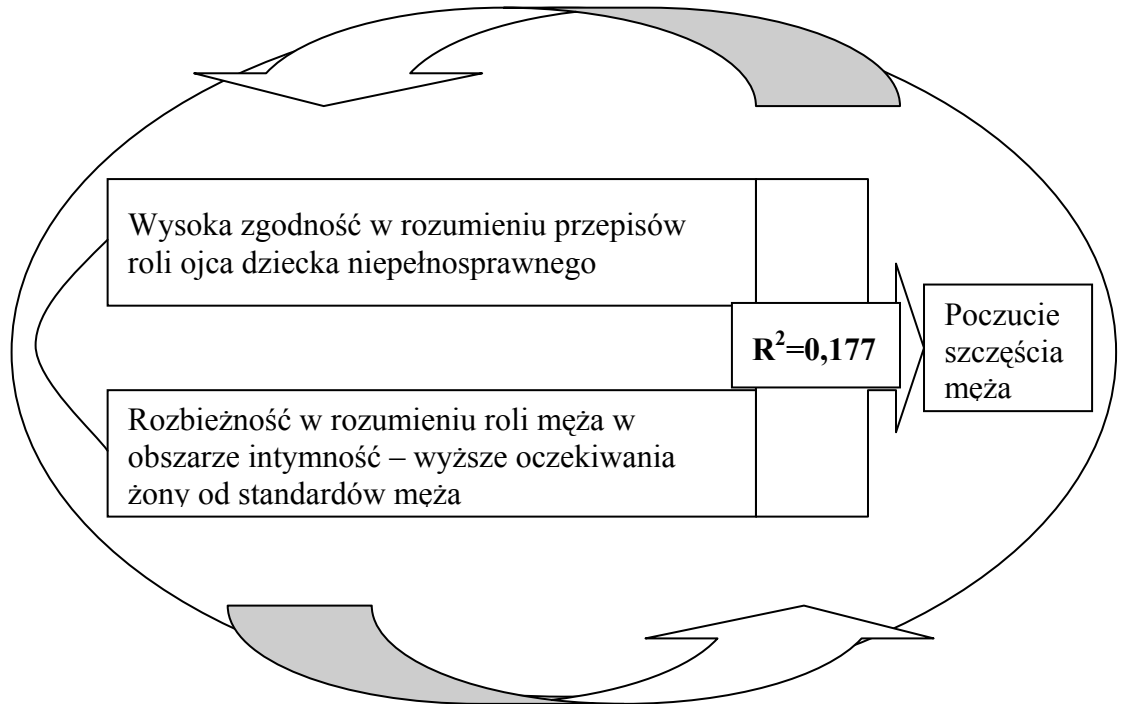 Wysoka zgodność w rozumieniu przepisów
roli ojca dziecka niepełnosprawnego
R²=0,177
Poczucie
szczęścia
męża
Rozbieżność w rozumieniu roli męża w
obszarze intymność – wyższe oczekiwania
żony od standardów męża